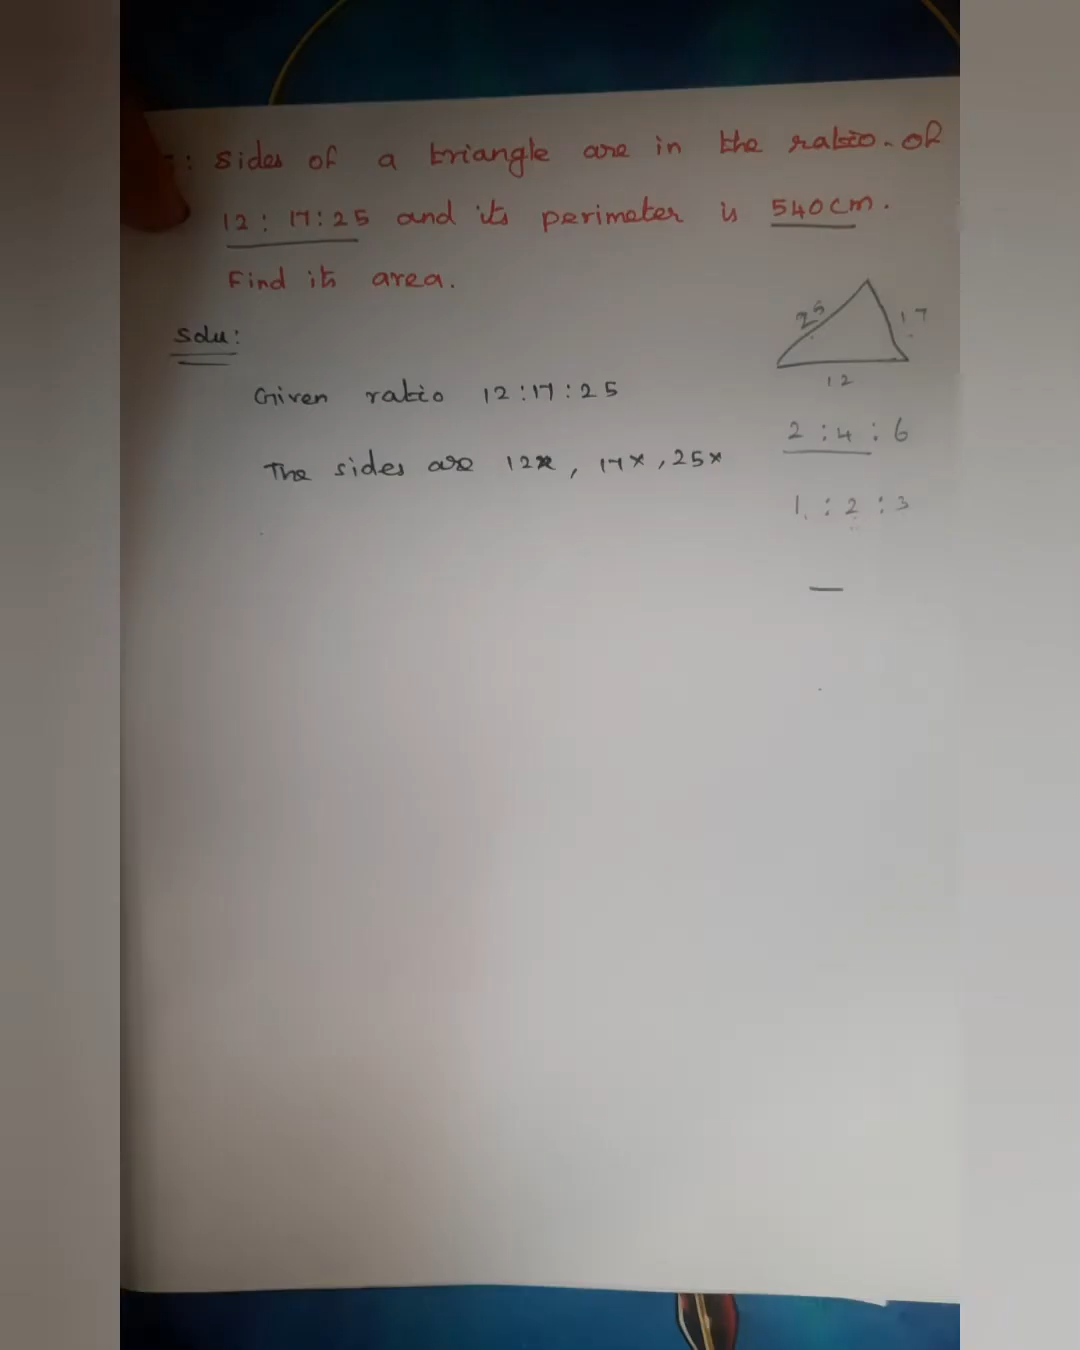 : Sides of a triangle are in the ratio of
12 : 17 : 25 and its perimeter is 540cm.
Find its area.
Solu:
25
17
12
Given ratio 12 : 17 : 25
2 : 4 : 6
The sides are 12x, 17x, 25x
1 : 2 : 3